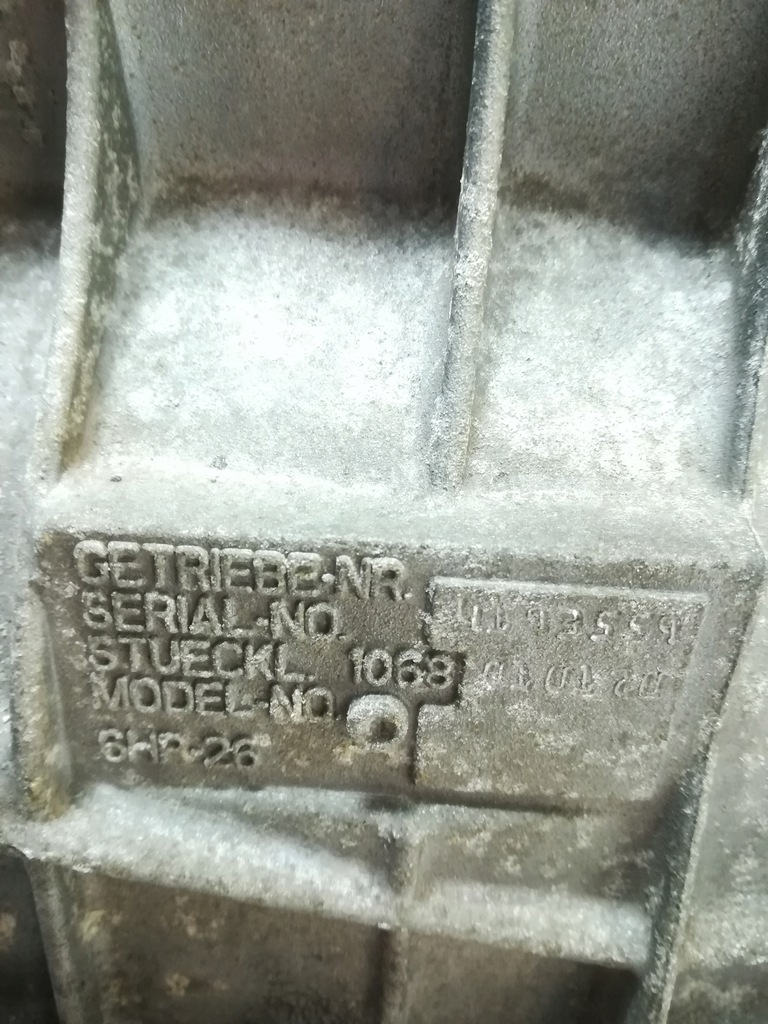 GETRIEBE-NR.
SERIAL-NO.
STUECKL. 1068
MODEL-NO.
6HP-26